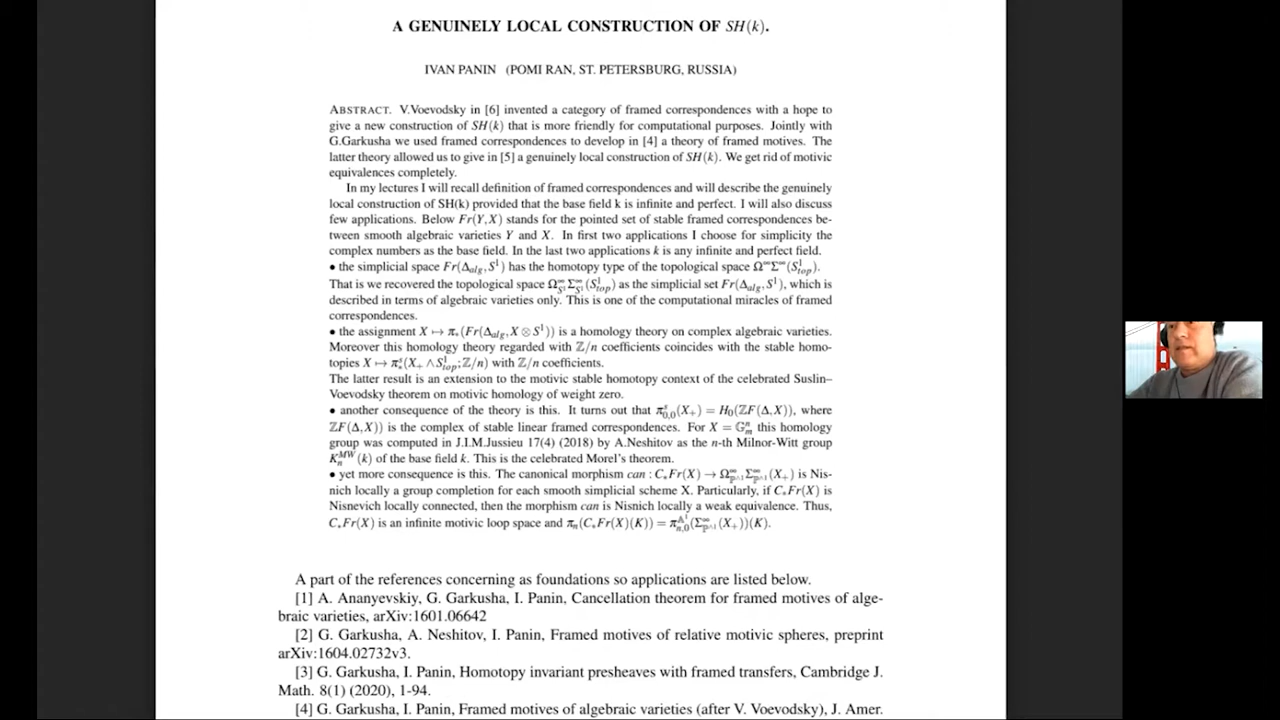 A GENUINELY LOCAL CONSTRUCTION OF SH(k).
IVAN PANIN (POMI RAN, ST. PETERSBURG, RUSSIA)
ABSTRACT. V.Voevodsky in [6] invented a category of framed correspondences with a hope to
give a new construction of SH(k) that is more friendly for computational purposes. Jointly with
G.Garkusha we used framed correspondences to develop in [4] a theory of framed motives. The
latter theory allowed us to give in [5] a genuinely local construction of SH(k). We get rid of motivic
equivalences completely.
In my lectures I will recall definition of framed correspondences and will describe the genuinely
local construction of SH(k) provided that the base field k is infinite and perfect. I will also discuss
few applications. Below Fr(Y,X) stands for the pointed set of stable framed correspondences be-
tween smooth algebraic varieties Y and X. In first two applications I choose for simplicity the
complex numbers as the base field. In the last two applications k is any infinite and perfect field.
• the simplicial space Fr(Δ_alg, S^1) has the homotopy type of the topological space Ω^∞Σ^∞(S^1_top).
That is we recovered the topological space Ω^∞_{S^1}Σ^∞_{S^1}(S^1_top) as the simplicial set Fr(Δ_alg, S^1), which is
described in terms of algebraic varieties only. This is one of the computational miracles of framed
correspondences.
• the assignment X ↦ π_*(Fr(Δ_alg, X ⊗ S^1)) is a homology theory on complex algebraic varieties.
Moreover this homology theory regarded with ℤ/n coefficients coincides with the stable homo-
topies X ↦ π^s_*(X_+ ∧ S^1_top; ℤ/n) with ℤ/n coefficients.
The latter result is an extension to the motivic stable homotopy context of the celebrated Suslin–
Voevodsky theorem on motivic homology of weight zero.
• another consequence of the theory is this. It turns out that π^s_{0,0}(X_+) = H_0(ℤF(Δ,X)), where
ℤF(Δ,X)) is the complex of stable linear framed correspondences. For X = 𝔾^n_m this homology
group was computed in J.I.M.Jussieu 17(4) (2018) by A.Neshitov as the n-th Milnor-Witt group
K^MW_n(k) of the base field k. This is the celebrated Morel's theorem.
• yet more consequence is this. The canonical morphism can : C_*Fr(X) → Ω^∞_{ℙ^∧1}Σ^∞_{ℙ^∧1}(X_+) is Nis-
nich locally a group completion for each smooth simplicial scheme X. Particularly, if C_*Fr(X) is
Nisnevich locally connected, then the morphism can is Nisnich locally a weak equivalence. Thus,
C_*Fr(X) is an infinite motivic loop space and π_n(C_*Fr(X)(K)) = π^{𝔸^1}_{n,0}(Σ^∞_{ℙ^∧1}(X_+))(K).
A part of the references concerning as foundations so applications are listed below.
[1] A. Ananyevskiy, G. Garkusha, I. Panin, Cancellation theorem for framed motives of alge-
braic varieties, arXiv:1601.06642
[2] G. Garkusha, A. Neshitov, I. Panin, Framed motives of relative motivic spheres, preprint
arXiv:1604.02732v3.
[3] G. Garkusha, I. Panin, Homotopy invariant presheaves with framed transfers, Cambridge J.
Math. 8(1) (2020), 1-94.
[4] G. Garkusha, I. Panin, Framed motives of algebraic varieties (after V. Voevodsky), J. Amer.